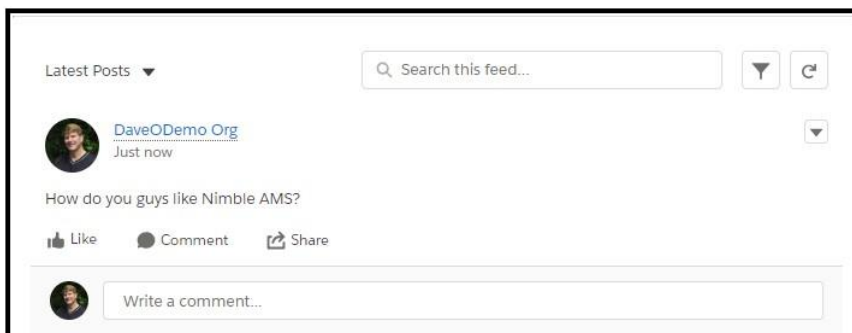 Latest Posts
Search this feed...
DaveODemo Org
Just now
How do you guys like Nimble AMS?
Like Comment Share
Write a comment...